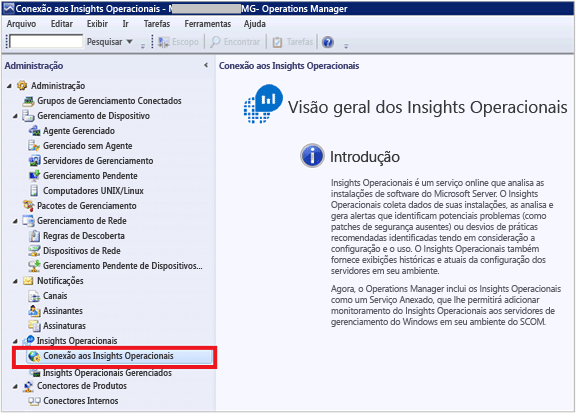 Conexão aos Insights Operacionais - M MG- Operations Manager
Arquivo Editar Exibir Ir Tarefas Ferramentas Ajuda
Pesquisar Escopo Encontrar Tarefas
Administração
Administração
Grupos de Gerenciamento Conectados
Gerenciamento de Dispositivo
Agente Gerenciado
Gerenciado sem Agente
Servidores de Gerenciamento
Gerenciamento Pendente
Computadores UNIX/Linux
Pacotes de Gerenciamento
Gerenciamento de Rede
Regras de Descoberta
Dispositivos de Rede
Gerenciamento Pendente de Dispositivos...
Notificações
Canais
Assinantes
Assinaturas
Insights Operacionais
Conexão aos Insights Operacionais
Insights Operacionais Gerenciados
Conectores de Produtos
Conectores Internos
Conexão aos Insights Operacionais
Visão geral dos Insights Operacionais
Introdução
Insights Operacionais é um serviço online que analisa as
instalações de software do Microsoft Server. O Insights
Operacionais coleta dados de suas instalações, as analisa e
gera alertas que identificam potenciais problemas (como
patches de segurança ausentes) ou desvios de práticas
recomendadas identificadas tendo em consideração a
configuração e o uso. O Insights Operacionais também
fornece exibições históricas e atuais da configuração dos
servidores em seu ambiente.
Agora, o Operations Manager inclui os Insights Operacionais
como um Serviço Anexado, que lhe permitirá adicionar
monitoramento do Insights Operacionais aos servidores de
gerenciamento do Windows em seu ambiente do SCOM.